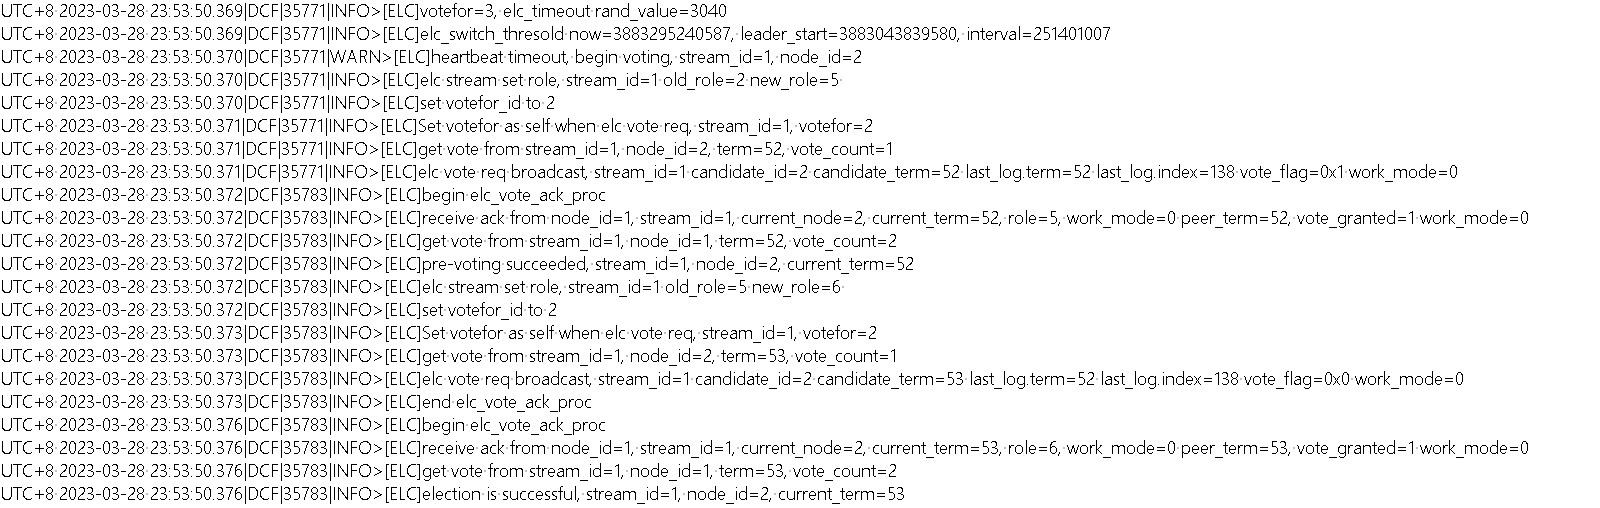 UTC+8 2023-03-28 23:53:50.369|DCF|35771|INFO>[ELC]votefor=3, elc_timeout rand_value=3040
UTC+8 2023-03-28 23:53:50.369|DCF|35771|INFO>[ELC]elc_switch_thresold now=3883295240587, leader_start=3883043839580, interval=251401007
UTC+8 2023-03-28 23:53:50.370|DCF|35771|WARN>[ELC]heartbeat timeout, begin voting, stream_id=1, node_id=2
UTC+8 2023-03-28 23:53:50.370|DCF|35771|INFO>[ELC]elc stream set role, stream_id=1 old_role=2 new_role=5
UTC+8 2023-03-28 23:53:50.370|DCF|35771|INFO>[ELC]set votefor_id to 2
UTC+8 2023-03-28 23:53:50.371|DCF|35771|INFO>[ELC]Set votefor as self when elc vote req, stream_id=1, votefor=2
UTC+8 2023-03-28 23:53:50.371|DCF|35771|INFO>[ELC]get vote from stream_id=1, node_id=2, term=52, vote_count=1
UTC+8 2023-03-28 23:53:50.371|DCF|35771|INFO>[ELC]elc vote req broadcast, stream_id=1 candidate_id=2 candidate_term=52 last_log.term=52 last_log.index=138 vote_flag=0x1 work_mode=0
UTC+8 2023-03-28 23:53:50.372|DCF|35783|INFO>[ELC]begin elc_vote_ack_proc
UTC+8 2023-03-28 23:53:50.372|DCF|35783|INFO>[ELC]receive ack from node_id=1, stream_id=1, current_node=2, current_term=52, role=5, work_mode=0 peer_term=52, vote_granted=1 work_mode=0
UTC+8 2023-03-28 23:53:50.372|DCF|35783|INFO>[ELC]get vote from stream_id=1, node_id=1, term=52, vote_count=2
UTC+8 2023-03-28 23:53:50.372|DCF|35783|INFO>[ELC]pre-voting succeeded, stream_id=1, node_id=2, current_term=52
UTC+8 2023-03-28 23:53:50.372|DCF|35783|INFO>[ELC]elc stream set role, stream_id=1 old_role=5 new_role=6
UTC+8 2023-03-28 23:53:50.372|DCF|35783|INFO>[ELC]set votefor_id to 2
UTC+8 2023-03-28 23:53:50.373|DCF|35783|INFO>[ELC]Set votefor as self when elc vote req, stream_id=1, votefor=2
UTC+8 2023-03-28 23:53:50.373|DCF|35783|INFO>[ELC]get vote from stream_id=1, node_id=2, term=53, vote_count=1
UTC+8 2023-03-28 23:53:50.373|DCF|35783|INFO>[ELC]elc vote req broadcast, stream_id=1 candidate_id=2 candidate_term=53 last_log.term=52 last_log.index=138 vote_flag=0x0 work_mode=0
UTC+8 2023-03-28 23:53:50.373|DCF|35783|INFO>[ELC]end elc_vote_ack_proc
UTC+8 2023-03-28 23:53:50.376|DCF|35783|INFO>[ELC]begin elc_vote_ack_proc
UTC+8 2023-03-28 23:53:50.376|DCF|35783|INFO>[ELC]receive ack from node_id=1, stream_id=1, current_node=2, current_term=53, role=6, work_mode=0 peer_term=53, vote_granted=1 work_mode=0
UTC+8 2023-03-28 23:53:50.376|DCF|35783|INFO>[ELC]get vote from stream_id=1, node_id=1, term=53, vote_count=2
UTC+8 2023-03-28 23:53:50.376|DCF|35783|INFO>[ELC]election is successful, stream_id=1, node_id=2, current_term=53